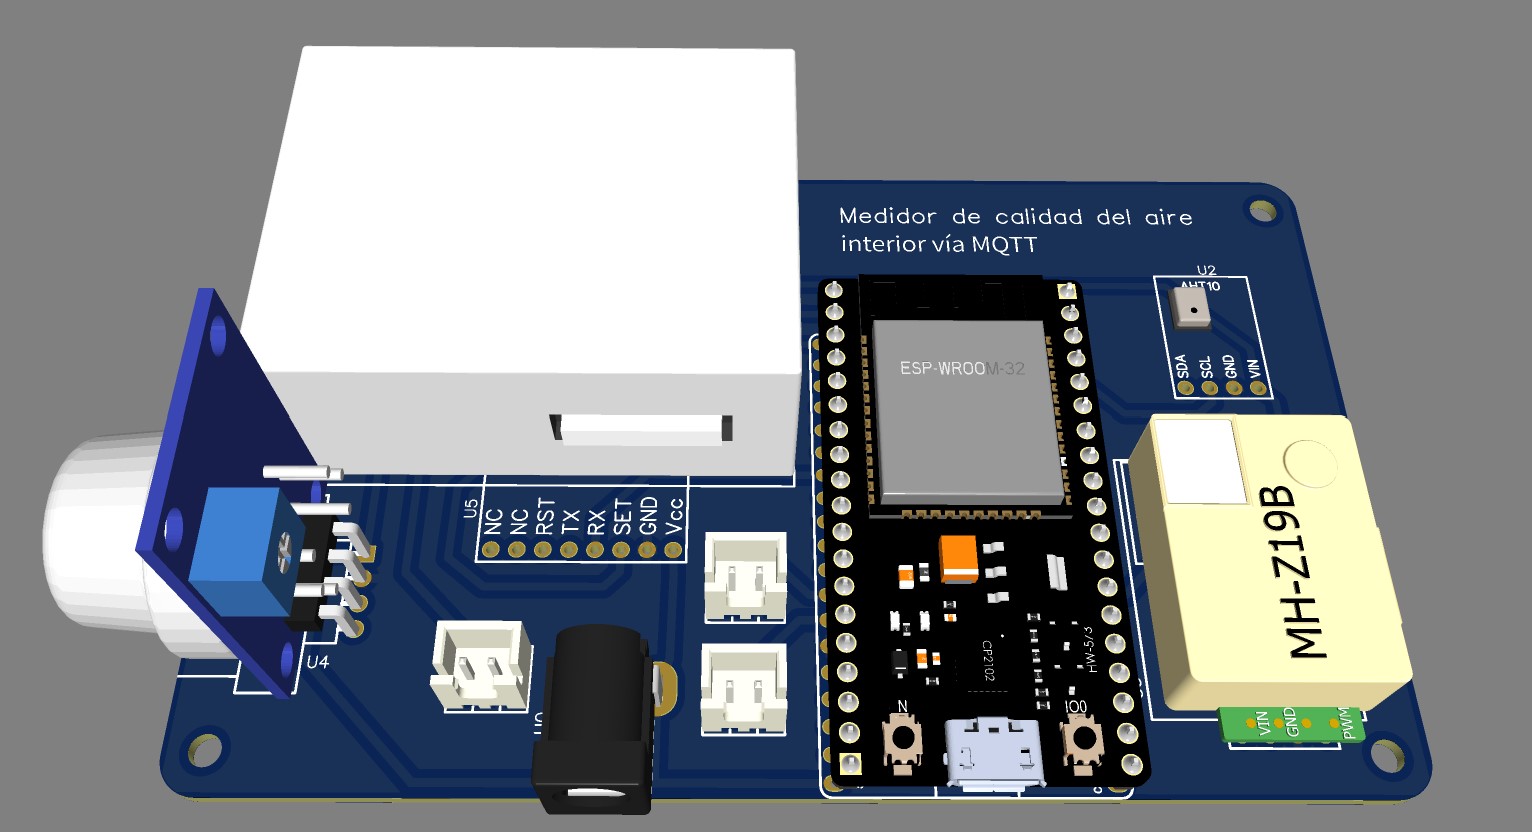 Medidor de calidad del aire
interior vía MQTT
U2
AHT10
SDA
SCL
GND
VIN
ESP-WROOM-32
U5
NC
NC
RST
TX
RX
SET
GND
Vcc
MH-Z19B
CP2102
U4
IO0
VIN
GND
PWM